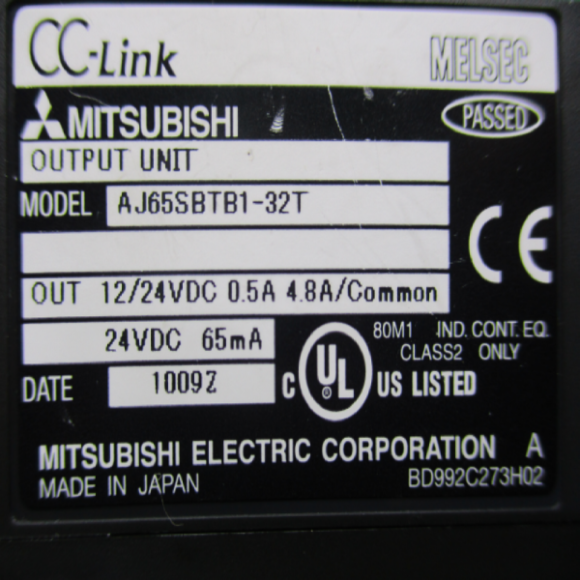 CC-Link MELSEC
MITSUBISHI PASSED
OUTPUT UNIT
MODEL AJ65SBTB1-32T
CE
OUT 12/24VDC 0.5A 4.8A/Common
24VDC 65mA
80M1 IND. CONT. EQ.
CLASS2 ONLY
DATE 1009Z
C UL US LISTED
MITSUBISHI ELECTRIC CORPORATION A
MADE IN JAPAN BD992C273H02